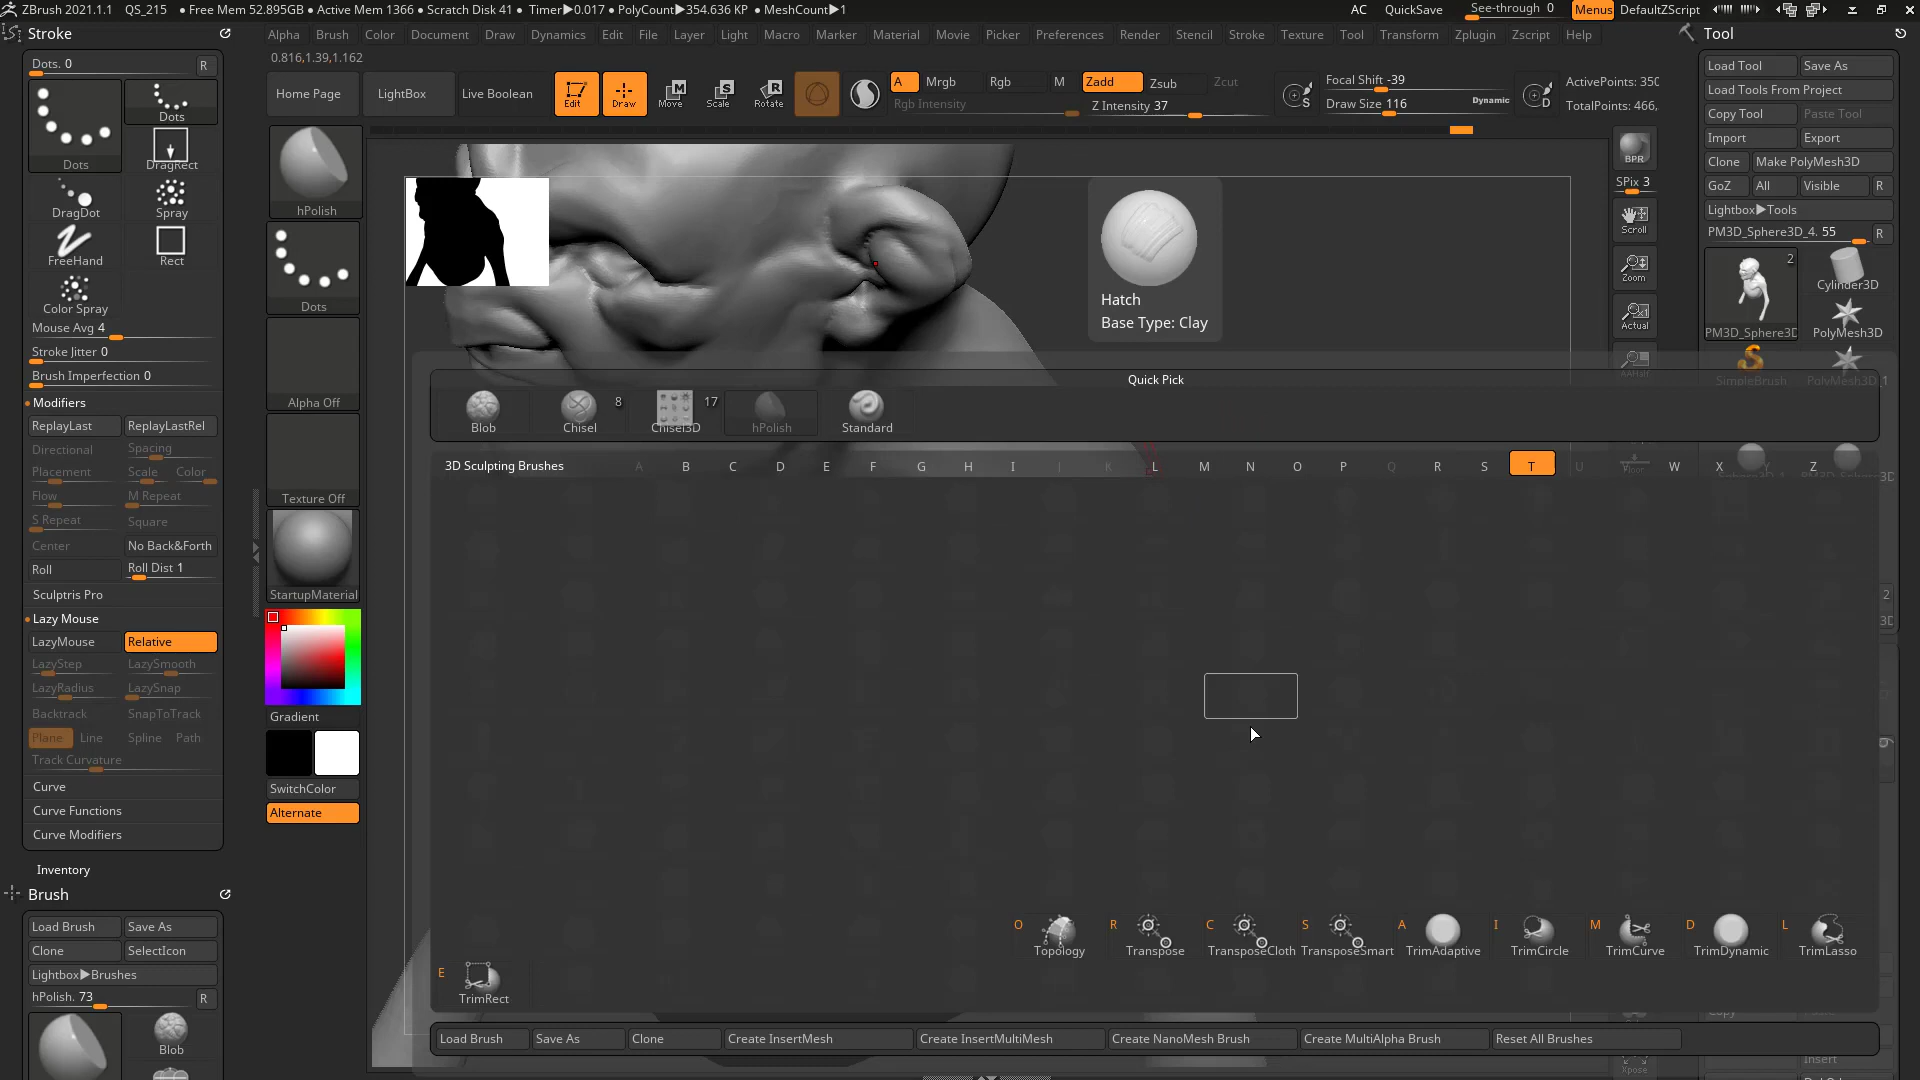 ZBrush 2021.1.1 QS_215 • Free Mem 52.895GB • Active Mem 1366 • Scratch Disk 41 • Timer▶0.017 • PolyCount▶354.636 KP • MeshCount▶1 AC QuickSave See-through 0 Menus DefaultZScript
Stroke
Alpha Brush Color Document Draw Dynamics Edit File Layer Light Macro Marker Material Movie Picker Preferences Render Stencil Stroke Texture Tool Transform Zplugin Zscript Help
Tool
0.816,1.39,1.162
Dots. 0 R
Dots
Dots
DragRect
DragDot
Spray
FreeHand
Rect
Color Spray
Mouse Avg 4
Stroke Jitter 0
Brush Imperfection 0
Modifiers
ReplayLast ReplayLastRel
Directional Spacing
Placement Scale Color
Flow M Repeat
S Repeat Square
Center No Back&Forth
Roll Roll Dist 1
Sculptris Pro
Lazy Mouse
LazyMouse Relative
LazyStep LazySmooth
LazyRadius LazySnap
Backtrack SnapToTrack
Plane Line Spline Path
Track Curvature
Curve
Curve Functions
Curve Modifiers
Inventory
Brush
Load Brush Save As
Clone SelectIcon
Lightbox▶Brushes
hPolish. 73 R
Blob
Home Page LightBox Live Boolean
Edit Draw Move Scale Rotate
A Mrgb Rgb M Zadd Zsub Zcut
Rgb Intensity Z Intensity 37
S Focal Shift -39
Draw Size 116 Dynamic
D ActivePoints: 350
TotalPoints: 466,
hPolish
Dots
Alpha Off
Texture Off
StartupMaterial
Gradient
SwitchColor
Alternate
Hatch
Base Type: Clay
Quick Pick
Blob
8 Chisel
17 Chisel3D
hPolish
Standard
3D Sculpting Brushes A B C D E F G H I J K L M N O P Q R S T U V W X Y Z
O Topology
R Transpose
C TransposeCloth
S TransposeSmart
A TrimAdaptive
I TrimCircle
M TrimCurve
D TrimDynamic
L TrimLasso
E TrimRect
Load Brush Save As Clone Create InsertMesh Create InsertMultiMesh Create NanoMesh Brush Create MultiAlpha Brush Reset All Brushes
BPR
SPix 3
Scroll
Zoom
Actual
AAHalf
Floor
Xpose
Load Tool Save As
Load Tools From Project
Copy Tool Paste Tool
Import Export
Clone Make PolyMesh3D
GoZ All Visible R
Lightbox▶Tools
PM3D_Sphere3D_4. 55 R
2
PM3D_Sphere3D
Cylinder3D
PolyMesh3D
SimpleBrush
PolyMesh3D_1
2
3D
Copy
Insert